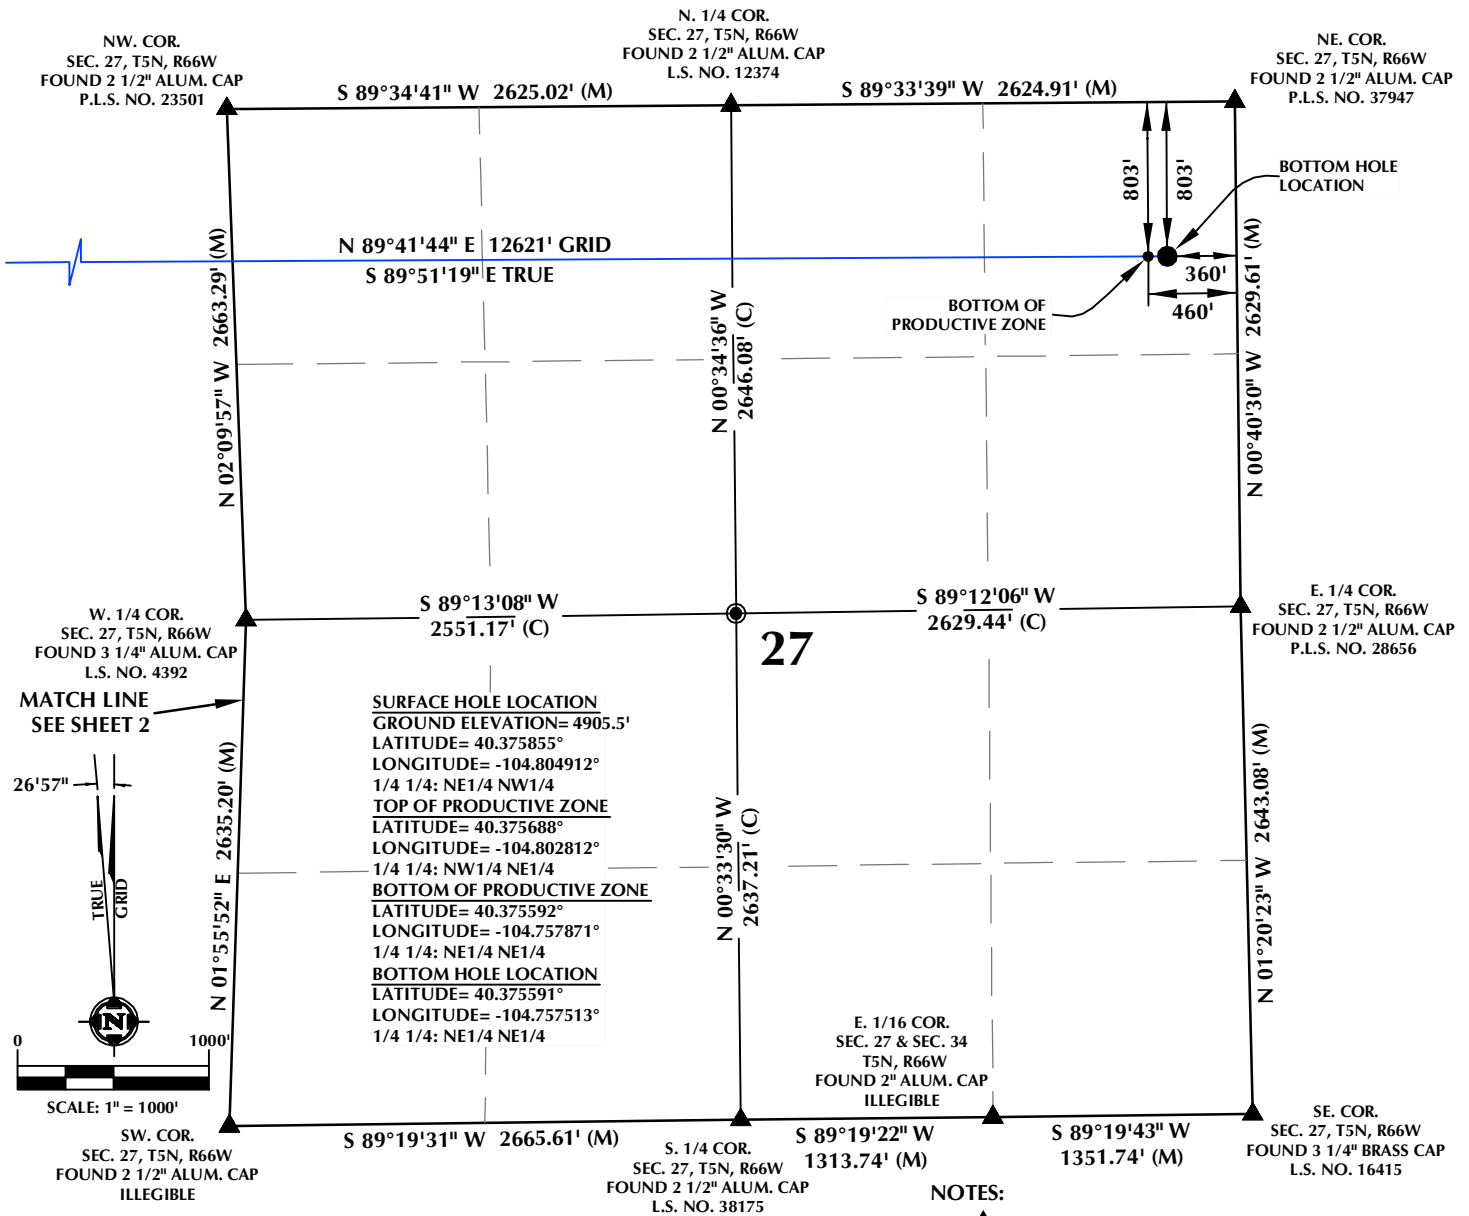 N. 1/4 COR.
SEC. 27, T5N, R66W
FOUND 2 1/2" ALUM. CAP
L.S. NO. 12374
NW. COR.
SEC. 27, T5N, R66W
FOUND 2 1/2" ALUM. CAP
P.L.S. NO. 23501
NE. COR.
SEC. 27, T5N, R66W
FOUND 2 1/2" ALUM. CAP
P.L.S. NO. 37947
S 89°34'41" W 2625.02' (M)
S 89°33'39" W 2624.91' (M)
803'
803'
BOTTOM HOLE
LOCATION
N 89°41'44" E 12621' GRID
S 89°51'19" E TRUE
360'
460'
BOTTOM OF
PRODUCTIVE ZONE
N 02°09'57" W 2663.29' (M)
N 00°34'36" W
2646.08' (C)
N 00°40'30" W 2629.61' (M)
W. 1/4 COR.
SEC. 27, T5N, R66W
FOUND 3 1/4" ALUM. CAP
L.S. NO. 4392
S 89°13'08" W
2551.17' (C)
S 89°12'06" W
2629.44' (C)
27
E. 1/4 COR.
SEC. 27, T5N, R66W
FOUND 2 1/2" ALUM. CAP
P.L.S. NO. 28656
MATCH LINE
SEE SHEET 2
SURFACE HOLE LOCATION
GROUND ELEVATION= 4905.5'
LATITUDE= 40.375855°
LONGITUDE= -104.804912°
1/4 1/4: NE1/4 NW1/4
TOP OF PRODUCTIVE ZONE
LATITUDE= 40.375688°
LONGITUDE= -104.802812°
1/4 1/4: NW1/4 NE1/4
BOTTOM OF PRODUCTIVE ZONE
LATITUDE= 40.375592°
LONGITUDE= -104.757871°
1/4 1/4: NE1/4 NE1/4
BOTTOM HOLE LOCATION
LATITUDE= 40.375591°
LONGITUDE= -104.757513°
1/4 1/4: NE1/4 NE1/4
26'57"
TRUE
GRID
N
N 01°55'52" E 2635.20' (M)
N 00°33'30" W
2637.21' (C)
N 01°20'23" W 2643.08' (M)
0 1000'
SCALE: 1" = 1000'
E. 1/16 COR.
SEC. 27 & SEC. 34
T5N, R66W
FOUND 2" ALUM. CAP
ILLEGIBLE
SW. COR.
SEC. 27, T5N, R66W
FOUND 2 1/2" ALUM. CAP
ILLEGIBLE
S 89°19'31" W 2665.61' (M)
S. 1/4 COR.
SEC. 27, T5N, R66W
FOUND 2 1/2" ALUM. CAP
L.S. NO. 38175
S 89°19'22" W
1313.74' (M)
S 89°19'43" W
1351.74' (M)
SE. COR.
SEC. 27, T5N, R66W
FOUND 3 1/4" BRASS CAP
L.S. NO. 16415
NOTES: